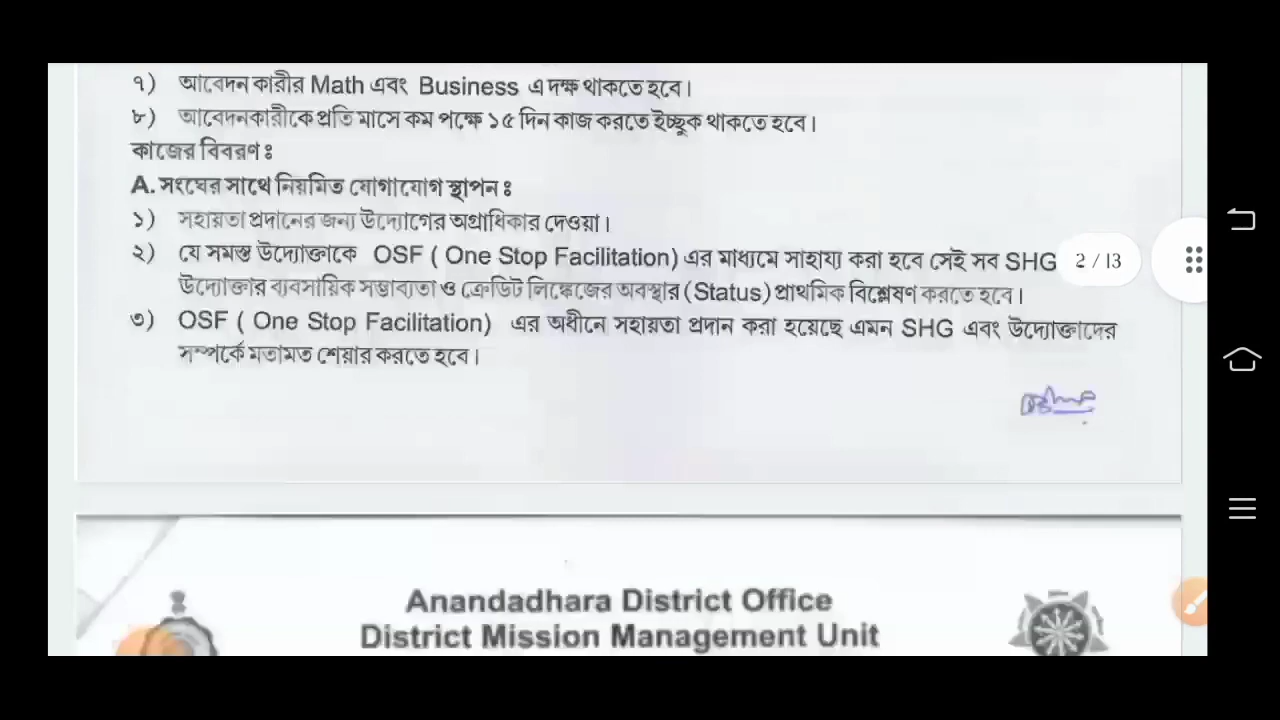 ৭) আবেদন কারীর Math এবং Business এ দক্ষ থাকতে হবে।
৮) আবেদনকারীকে প্রতি মাসে কম পক্ষে ১৫ দিন কাজ করতে ইচ্ছুক থাকতে হবে।
কাজের বিবরণঃ
A. সংঘের সাথে নিয়মিত যোগাযোগ স্থাপন ঃ
১) সহায়তা প্রদানের জন্য উদ্যোগের অগ্রাধিকার দেওয়া।
২) যে সমস্ত উদ্যোক্তাকে OSF ( One Stop Facilitation) এর মাধ্যমে সাহায্য করা হবে সেই সব SHG
2 / 13
উদ্যোক্তার ব্যবসায়িক সম্ভাব্যতা ও ক্রেডিট লিঙ্কেজের অবস্থার (Status) প্রাথমিক বিশ্লেষণ করতে হবে।
৩) OSF ( One Stop Facilitation) এর অধীনে সহায়তা প্রদান করা হয়েছে এমন SHG এবং উদ্যোক্তাদের
সম্পর্কে মতামত শেয়ার করতে হবে।
Anandadhara District Office
District Mission Management Unit